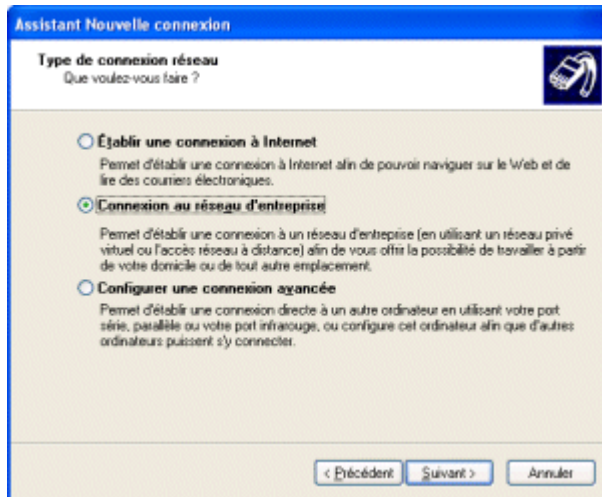 Assistant Nouvelle connexion
Type de connexion réseau
Que voulez-vous faire ?
Établir une connexion à Internet
Permet d'établir une connexion à Internet afin de pouvoir naviguer sur le Web et de
lire des courriers électroniques.
Connexion au réseau d'entreprise
Permet d'établir une connexion à un réseau d'entreprise (en utilisant un réseau privé
virtuel ou l'accès réseau à distance) afin de vous offrir la possibilité de travailler à partir
de votre domicile ou de tout autre emplacement.
Configurer une connexion avancée
Permet d'établir une connexion directe à un autre ordinateur en utilisant votre port
série, parallèle ou votre port infrarouge, ou configure cet ordinateur afin que d'autres
ordinateurs puissent s'y connecter.
< Précédent Suivant > Annuler